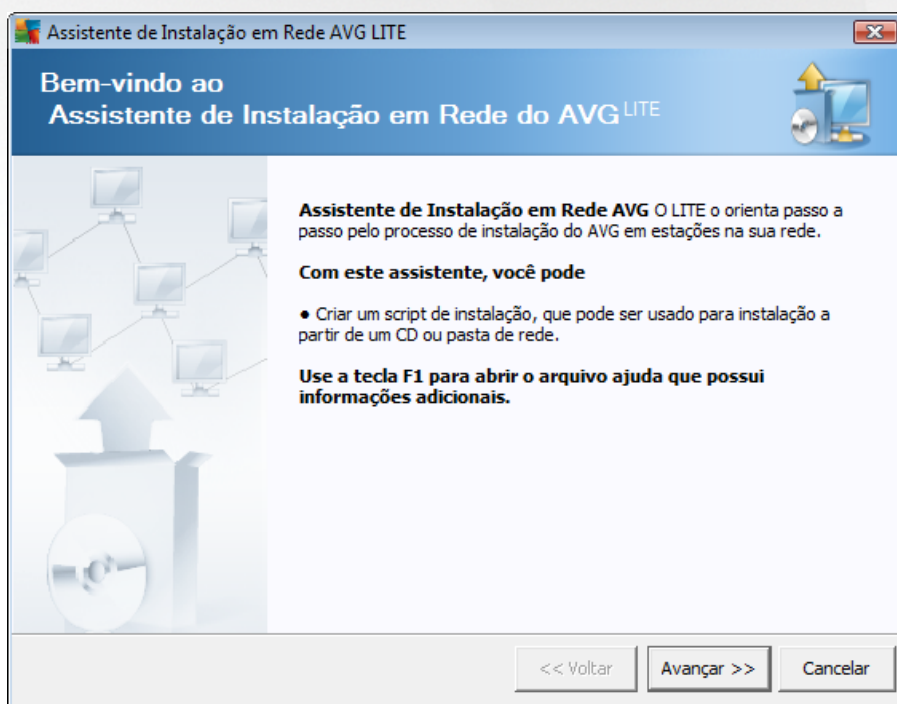 Assistente de Instalação em Rede AVG LITE
Bem-vindo ao
Assistente de Instalação em Rede do AVG LITE
Assistente de Instalação em Rede AVG O LITE o orienta passo a
passo pelo processo de instalação do AVG em estações na sua rede.
Com este assistente, você pode
• Criar um script de instalação, que pode ser usado para instalação a
partir de um CD ou pasta de rede.
Use a tecla F1 para abrir o arquivo ajuda que possui
informações adicionais.
<< Voltar
Avançar >>
Cancelar